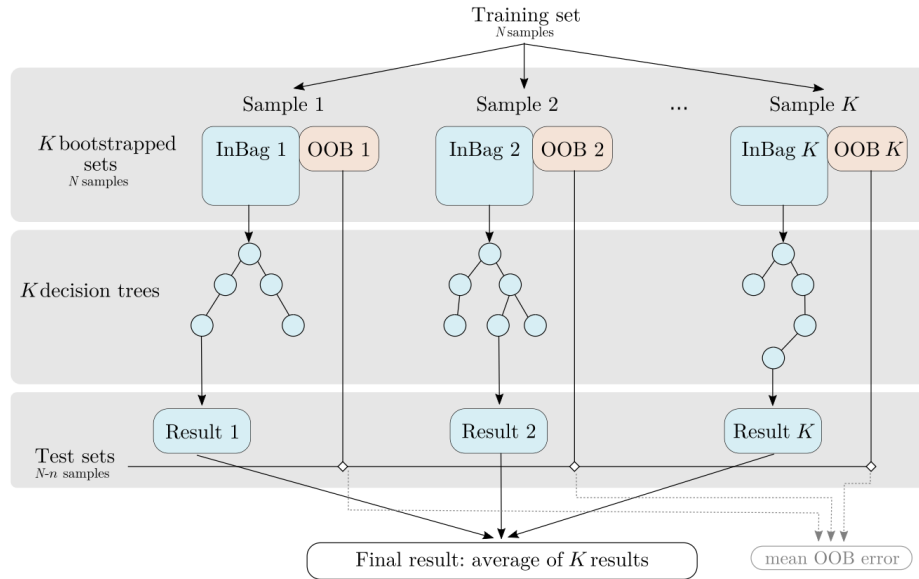 Training set
N samples
Sample 1
Sample 2
...
Sample K
K bootstrapped
sets
N samples
InBag 1
OOB 1
InBag 2
OOB 2
InBag K
OOB K
K decision trees
Result 1
Result 2
Result K
Test sets
N-n samples
Final result: average of K results
mean OOB error